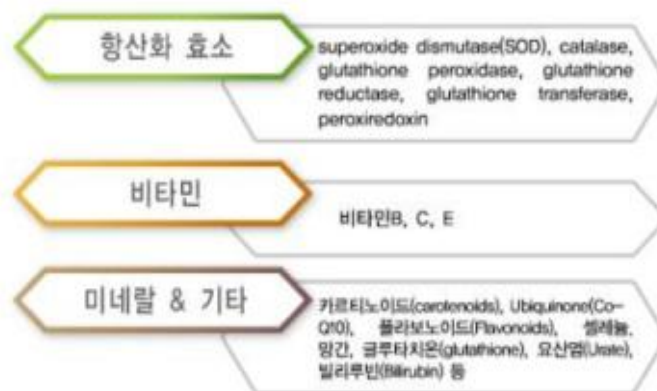 항산화 효소
superoxide dismutase(SOD), catalase,
glutathione peroxidase, glutathione
reductase, glutathione transferase,
peroxiredoxin
비타민
비타민B, C, E
미네랄 & 기타
카르티노이드(carotenoids), Ubiquinone(Co-
Q10), 플라보노이드(Flavonoids), 셀레늄,
망간, 글루타치온(glutathione), 요산염(Urate),
빌리루빈(Bilirubin) 등